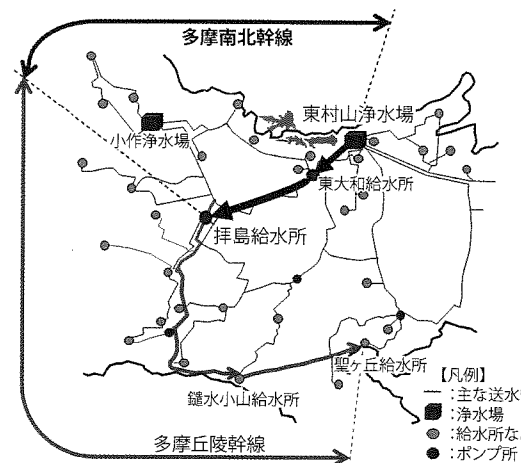 多摩南北幹線
東村山浄水場
小作浄水場
東大和給水所
拝島給水所
聖ヶ丘給水所
鑓水小山給水所
多摩丘陵幹線
【凡例】
:主な送水
:浄水場
:給水所な
:ポンプ所